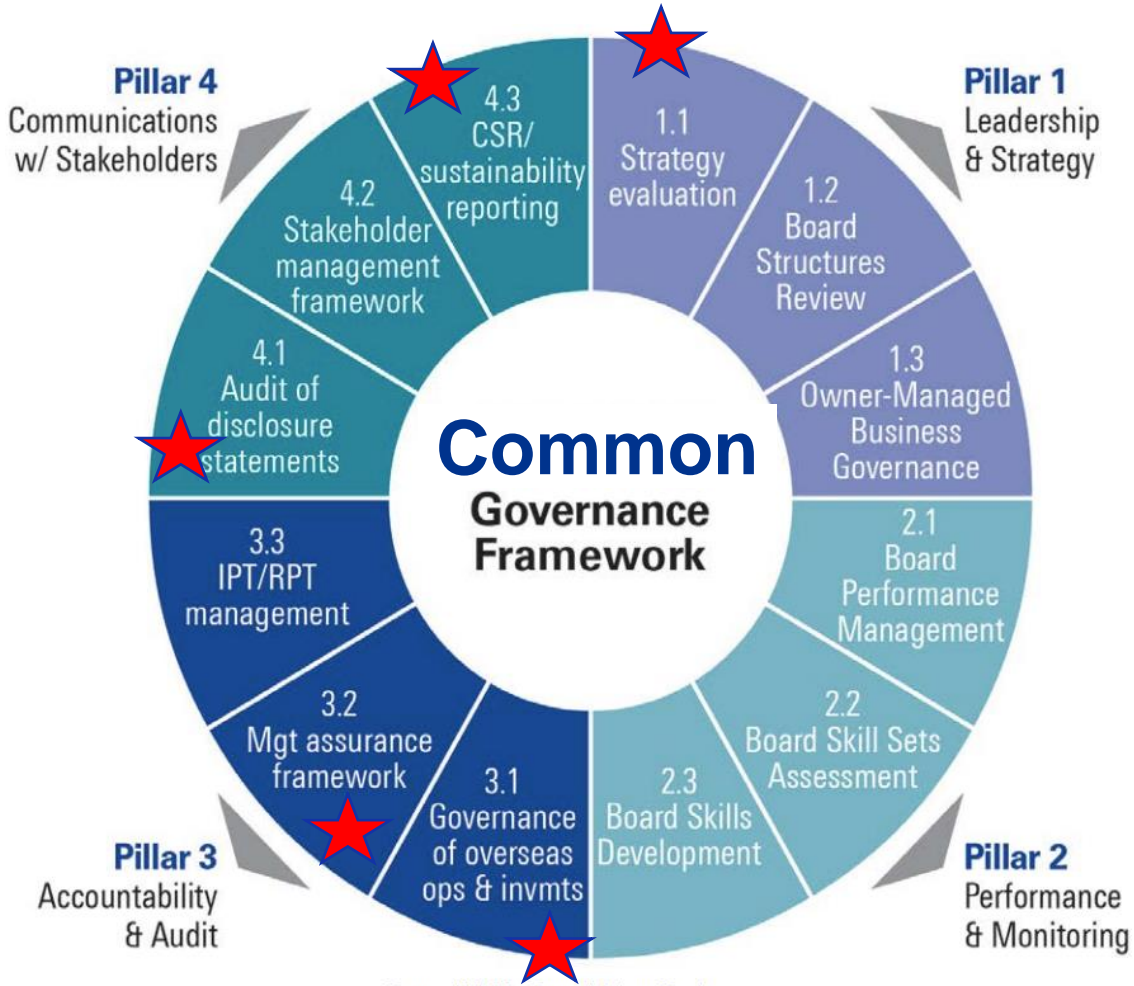 Pillar 4
Communications
w/ Stakeholders
Pillar 1
Leadership
& Strategy
4.3
CSR/
sustainability
reporting
1.1
Strategy
evaluation
4.2
Stakeholder
management
framework
1.2
Board
Structures
Review
4.1
Audit of
disclosure
statements
1.3
Owner-Managed
Business
Governance
Common
Governance
Framework
3.3
IPT/RPT
management
2.1
Board
Performance
Management
3.2
Mgt assurance
framework
2.2
Board Skill Sets
Assessment
3.1
Governance
of overseas
ops & invmts
2.3
Board Skills
Development
Pillar 3
Accountability
& Audit
Pillar 2
Performance
& Monitoring